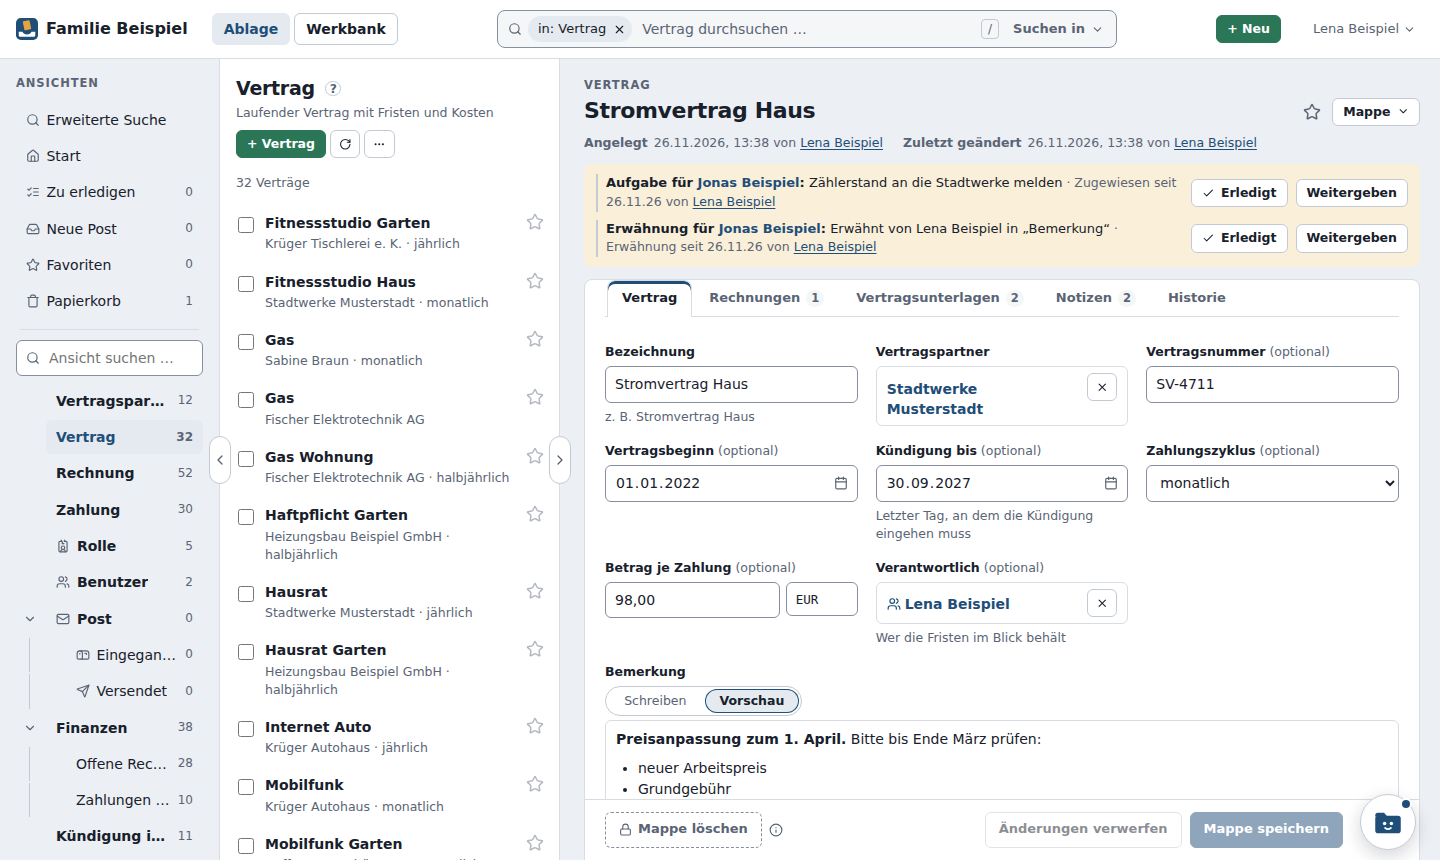 Familie Beispiel
Ablage
Werkbank
in: Vertrag
Vertrag durchsuchen …
/
Suchen in
+ Neu
Lena Beispiel
ANSICHTEN
Erweiterte Suche
Start
Zu erledigen 0
Neue Post 0
Favoriten 0
Papierkorb 1
Ansicht suchen …
Vertragspar… 12
Vertrag 32
Rechnung 52
Zahlung 30
Rolle 5
Benutzer 2
Post 0
Eingegan… 0
Versendet 0
Finanzen 38
Offene Rec… 28
Zahlungen … 10
Kündigung i… 11
Vertrag ?
Laufender Vertrag mit Fristen und Kosten
+ Vertrag
32 Verträge
Fitnessstudio Garten
Krüger Tischlerei e. K. · jährlich
Fitnessstudio Haus
Stadtwerke Musterstadt · monatlich
Gas
Sabine Braun · monatlich
Gas
Fischer Elektrotechnik AG
Gas Wohnung
Fischer Elektrotechnik AG · halbjährlich
Haftpflicht Garten
Heizungsbau Beispiel GmbH ·
halbjährlich
Hausrat
Stadtwerke Musterstadt · jährlich
Hausrat Garten
Heizungsbau Beispiel GmbH ·
halbjährlich
Internet Auto
Krüger Autohaus · jährlich
Mobilfunk
Krüger Autohaus · monatlich
Mobilfunk Garten
VERTRAG
Stromvertrag Haus
Mappe
Angelegt 26.11.2026, 13:38 von Lena Beispiel Zuletzt geändert 26.11.2026, 13:38 von Lena Beispiel
Aufgabe für Jonas Beispiel: Zählerstand an die Stadtwerke melden · Zugewiesen seit
26.11.26 von Lena Beispiel
Erledigt
Weitergeben
Erwähnung für Jonas Beispiel: Erwähnt von Lena Beispiel in „Bemerkung“ ·
Erwähnung seit 26.11.26 von Lena Beispiel
Erledigt
Weitergeben
Vertrag
Rechnungen 1
Vertragsunterlagen 2
Notizen 2
Historie
Bezeichnung
Stromvertrag Haus
z. B. Stromvertrag Haus
Vertragspartner
Stadtwerke
Musterstadt
Vertragsnummer (optional)
SV-4711
Vertragsbeginn (optional)
01.01.2022
Kündigung bis (optional)
30.09.2027
Letzter Tag, an dem die Kündigung
eingehen muss
Zahlungszyklus (optional)
monatlich
Betrag je Zahlung (optional)
98,00
EUR
Verantwortlich (optional)
Lena Beispiel
Wer die Fristen im Blick behält
Bemerkung
Schreiben
Vorschau
Preisanpassung zum 1. April. Bitte bis Ende März prüfen:
• neuer Arbeitspreis
• Grundgebühr
Mappe löschen
Änderungen verwerfen
Mappe speichern